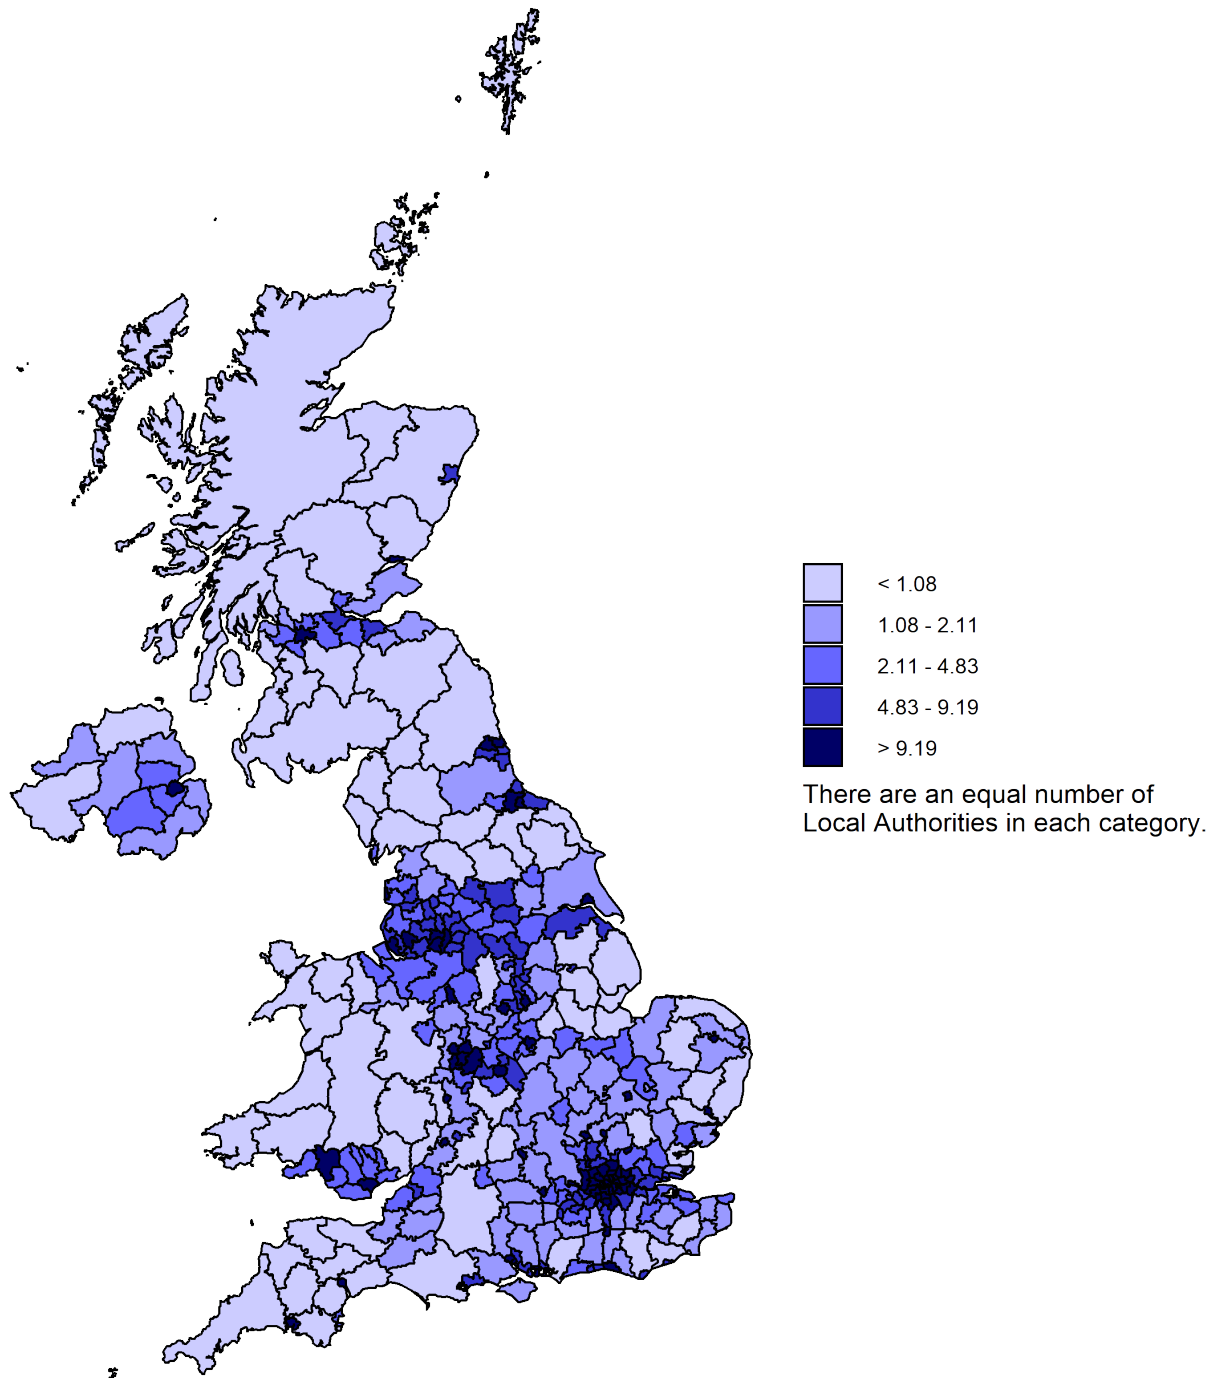 < 1.08
1.08 - 2.11
2.11 - 4.83
4.83 - 9.19
> 9.19
There are an equal number of
Local Authorities in each category.